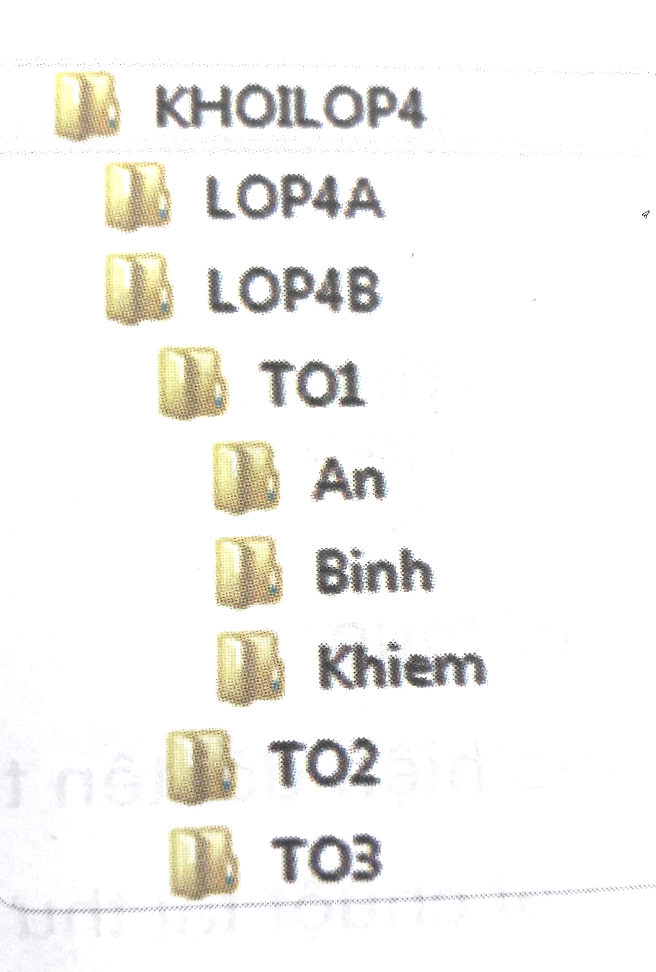 KHOILOP4
LOP4A
LOP4B
TO1
An
Binh
Khiem
TO2
TO3